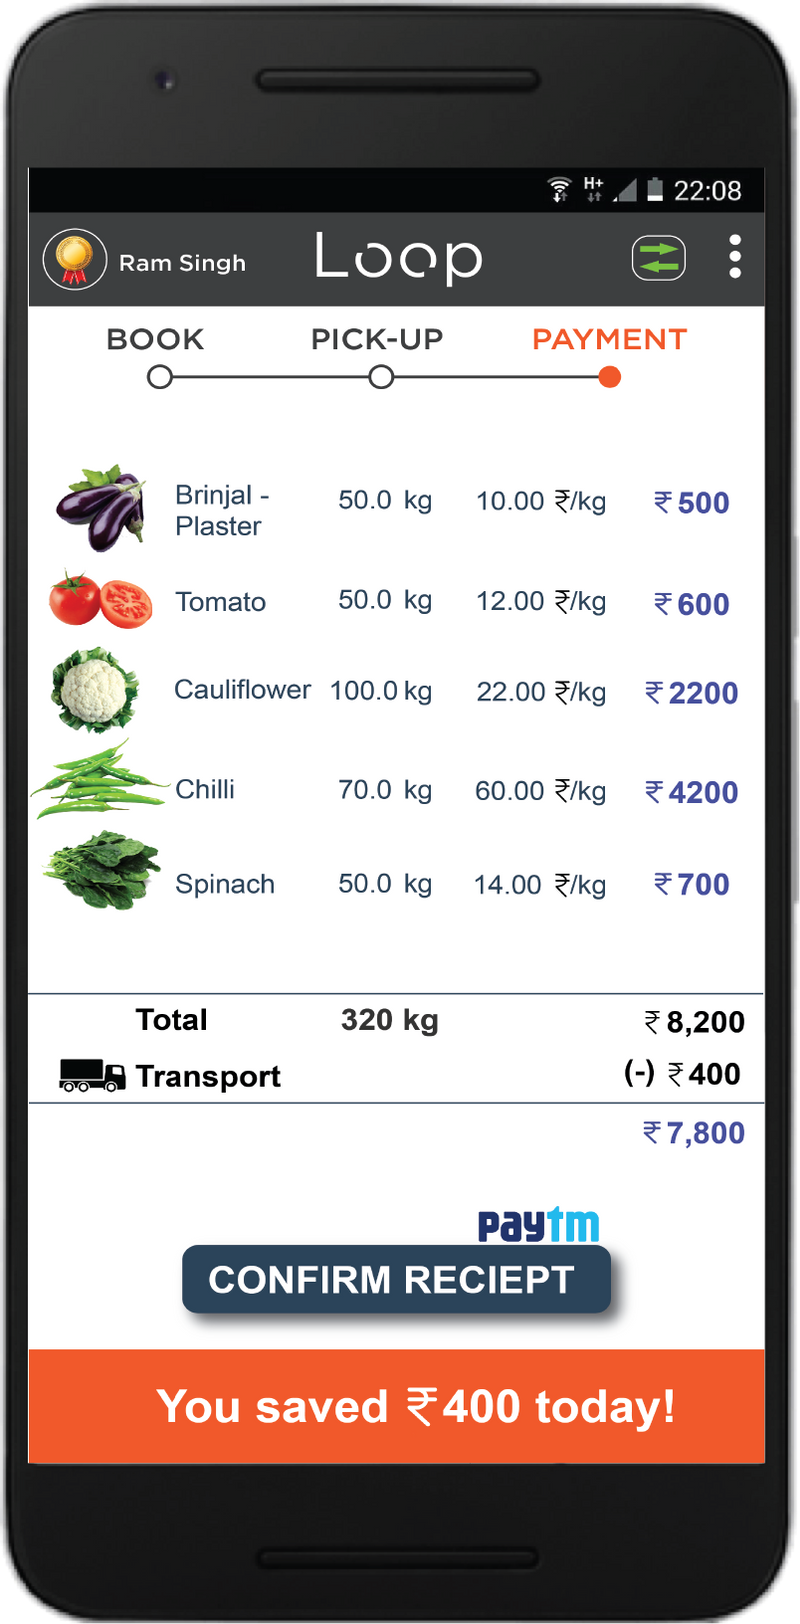 H+ 22:08
Ram Singh Loop
BOOK PICK-UP PAYMENT
Brinjal - 50.0 kg 10.00 ₹/kg ₹ 500
Plaster
Tomato 50.0 kg 12.00 ₹/kg ₹ 600
Cauliflower 100.0 kg 22.00 ₹/kg ₹ 2200
Chilli 70.0 kg 60.00 ₹/kg ₹ 4200
Spinach 50.0 kg 14.00 ₹/kg ₹ 700
Total 320 kg ₹ 8,200
Transport (-) ₹ 400
₹ 7,800
paytm
CONFIRM RECIEPT
You saved ₹ 400 today!